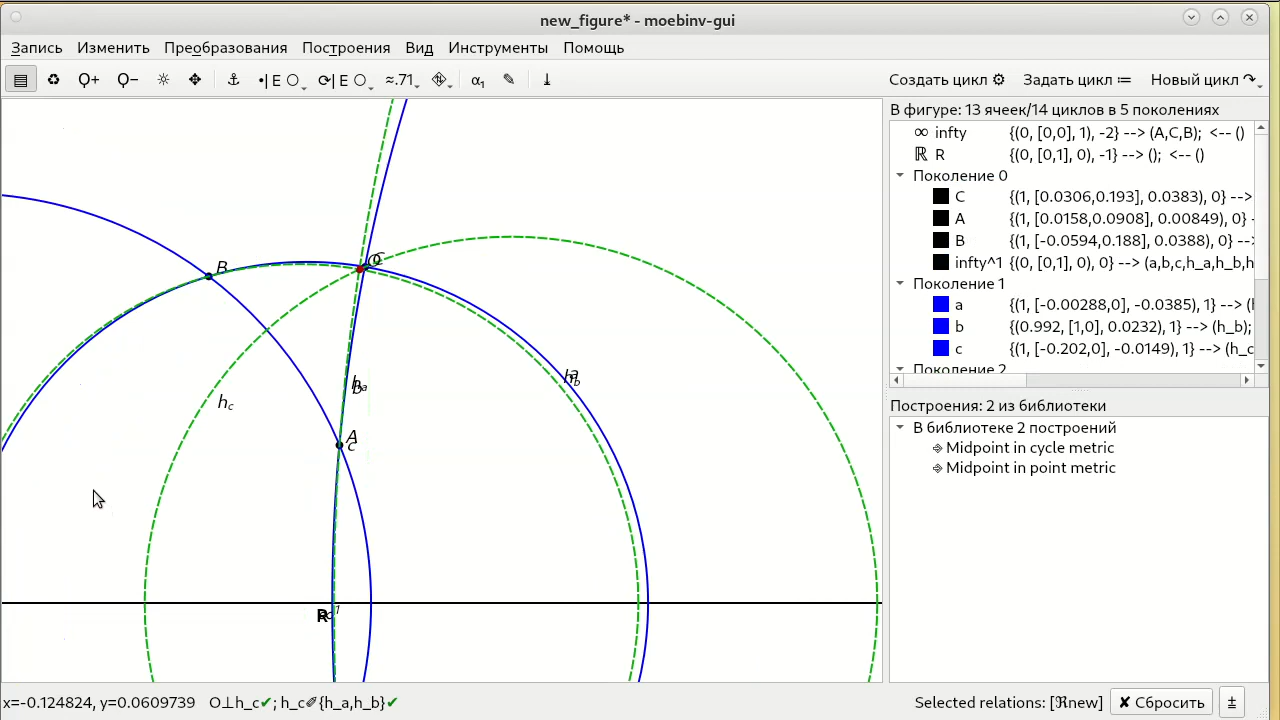 new_figure* - moebinv-gui
Запись Изменить Преобразования Построения Вид Инструменты Помощь
E E ≈.71 α₁ Создать цикл Задать цикл Новый цикл
В фигуре: 13 ячеек/14 циклов в 5 поколениях
∞ infty {(0, [0,0], 1), -2} --> (A,C,B); <-- ()
ℝ R {(0, [0,1], 0), -1} --> (); <-- ()
Поколение 0
C {(1, [0.0306,0.193], 0.0383), 0} -->
A {(1, [0.0158,0.0908], 0.00849), 0} -
B {(1, [-0.0594,0.188], 0.0388), 0} -->
infty^1 {(0, [0,1], 0), 0} --> (a,b,c,h_a,h_b,h
Поколение 1
a {(1, [-0.00288,0], -0.0385), 1} --> (h
b {(0.992, [1,0], 0.0232), 1} --> (h_b);
c {(1, [-0.202,0], -0.0149), 1} --> (h_c
Поколение 2
Построения: 2 из библиотеки
В библиотеке 2 построений
Midpoint in cycle metric
Midpoint in point metric
B
C
h_c
A
c
R
x=-0.124824, y=0.0609739 O⊥h_c✔; h_c✐{h_a,h_b}✔ Selected relations: [ℜnew] ✘ Сбросить ±